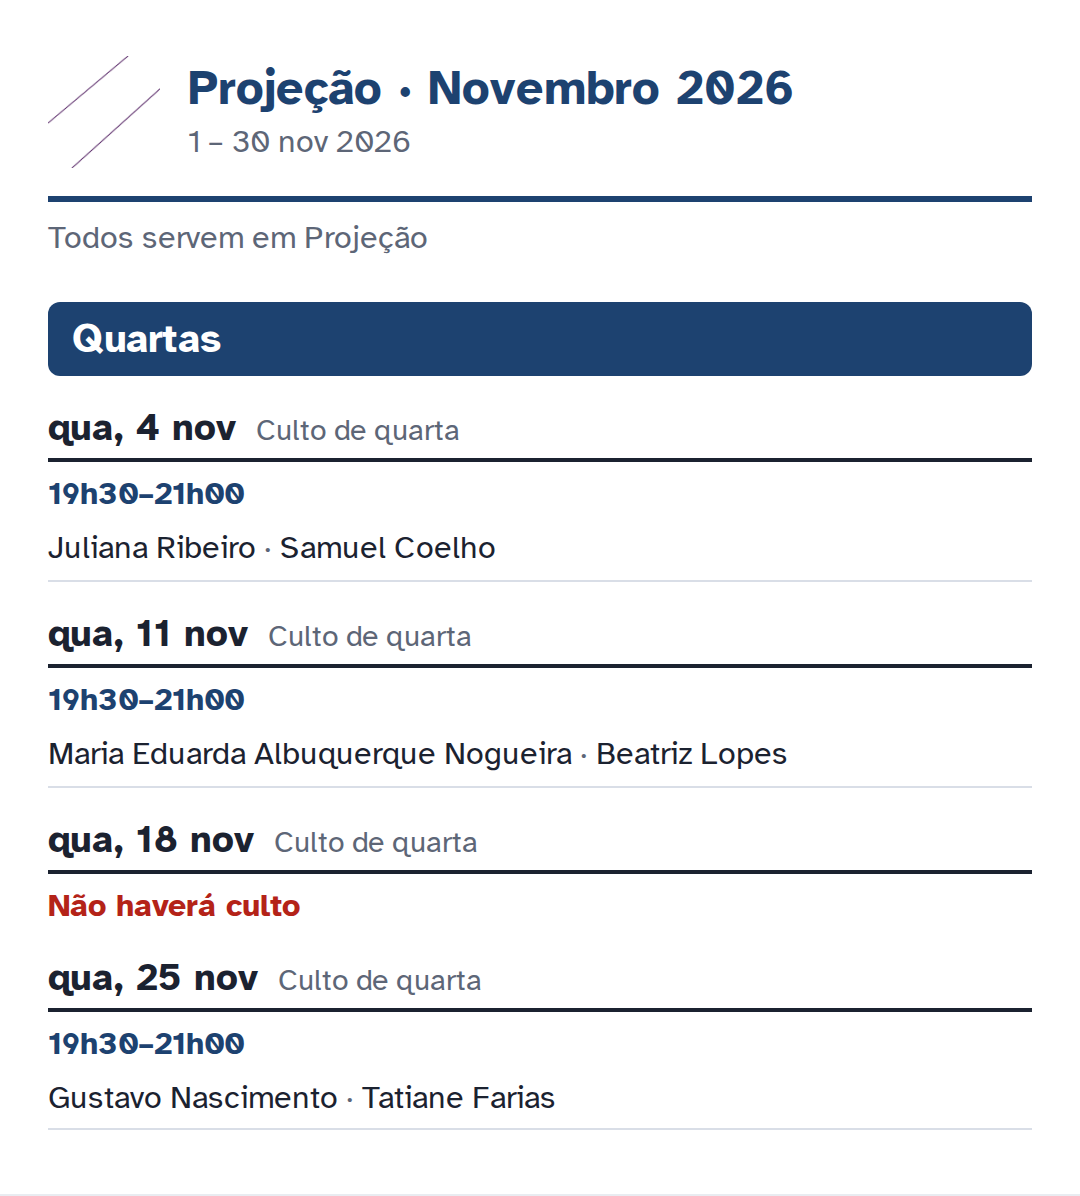 Projeção · Novembro 2026
1 – 30 nov 2026
Todos servem em Projeção
Quartas
qua, 4 nov Culto de quarta
19h30–21h00
Juliana Ribeiro · Samuel Coelho
qua, 11 nov Culto de quarta
19h30–21h00
Maria Eduarda Albuquerque Nogueira · Beatriz Lopes
qua, 18 nov Culto de quarta
Não haverá culto
qua, 25 nov Culto de quarta
19h30–21h00
Gustavo Nascimento · Tatiane Farias